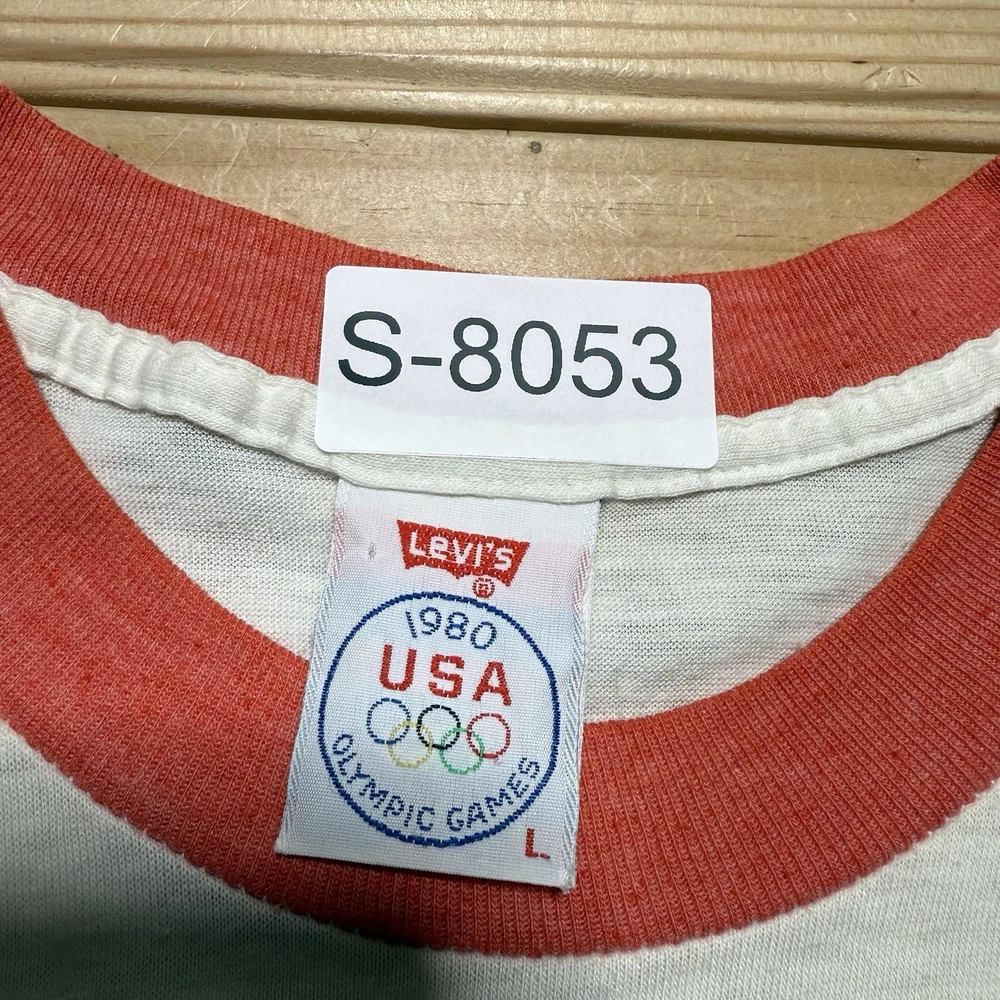 S-8053
Levi's
®
1980
USA
OLYMPIC GAMES
L.